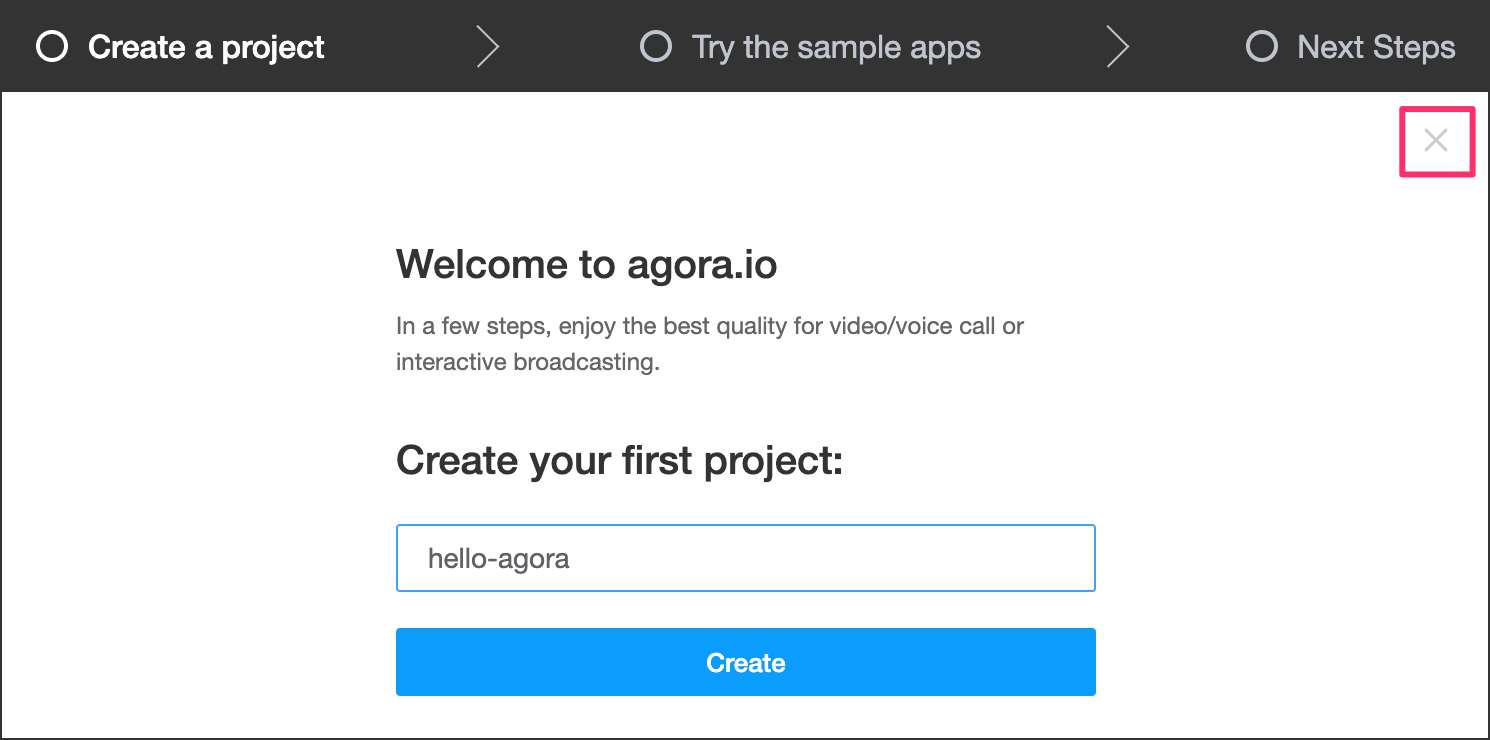 Create a project
Try the sample apps
Next Steps
Welcome to agora.io
In a few steps, enjoy the best quality for video/voice call or
interactive broadcasting.
Create your first project:
hello-agora
Create